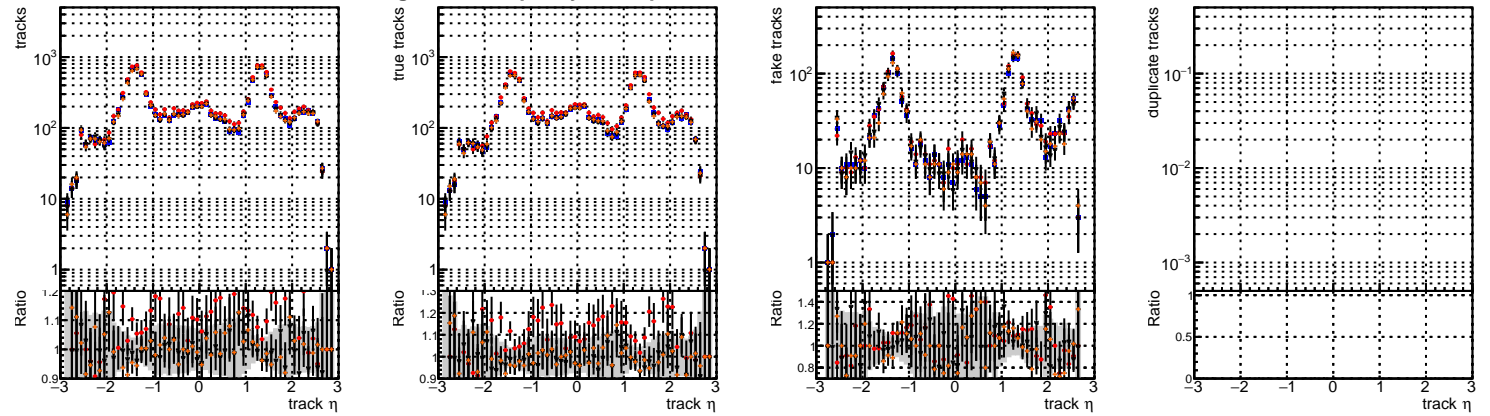 tracks
10³
10²
10
1
Ratio
1.2
1.1
1
0.9
−3 −2 −1 0 1 2 3
track η
true tracks
10³
10²
10
1
Ratio
1.3
1.2
1.1
1
0.9
−3 −2 −1 0 1 2 3
track η
fake tracks
10²
10
1
Ratio
1.4
1.2
1
0.8
−3 −2 −1 0 1 2 3
track η
duplicate tracks
10⁻¹
10⁻²
10⁻³
Ratio
1
0.5
0
−3 −2 −1 0 1 2 3
track η